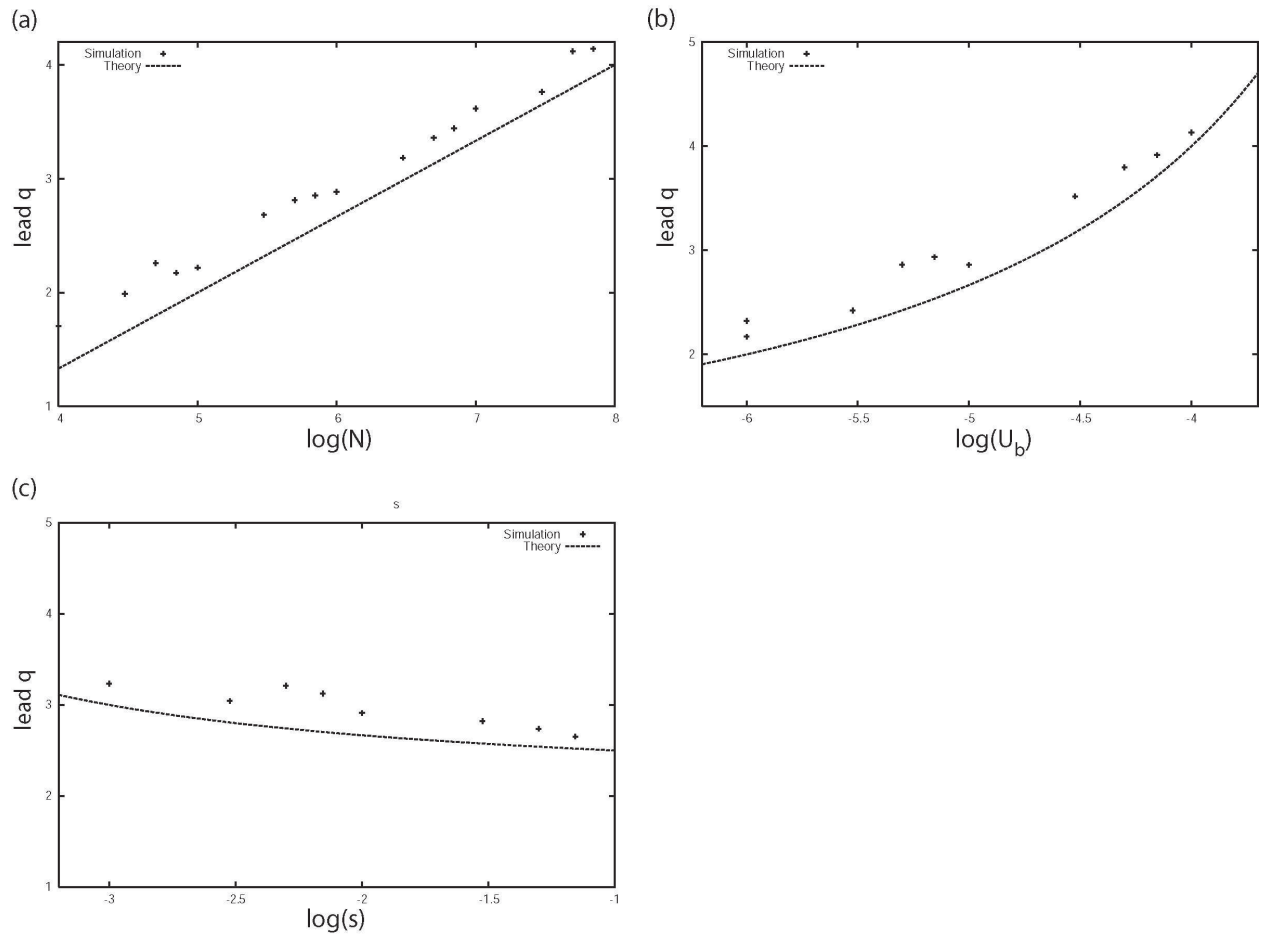 (a)
Simulation
Theory
4
3
2
1
lead q
4 5 6 7 8
log(N)
(b)
Simulation
Theory
5
4
3
2
lead q
-6 -5.5 -5 -4.5 -4
log(U_b)
(c)
s
Simulation
Theory
5
4
3
2
1
lead q
-3 -2.5 -2 -1.5 -1
log(s)